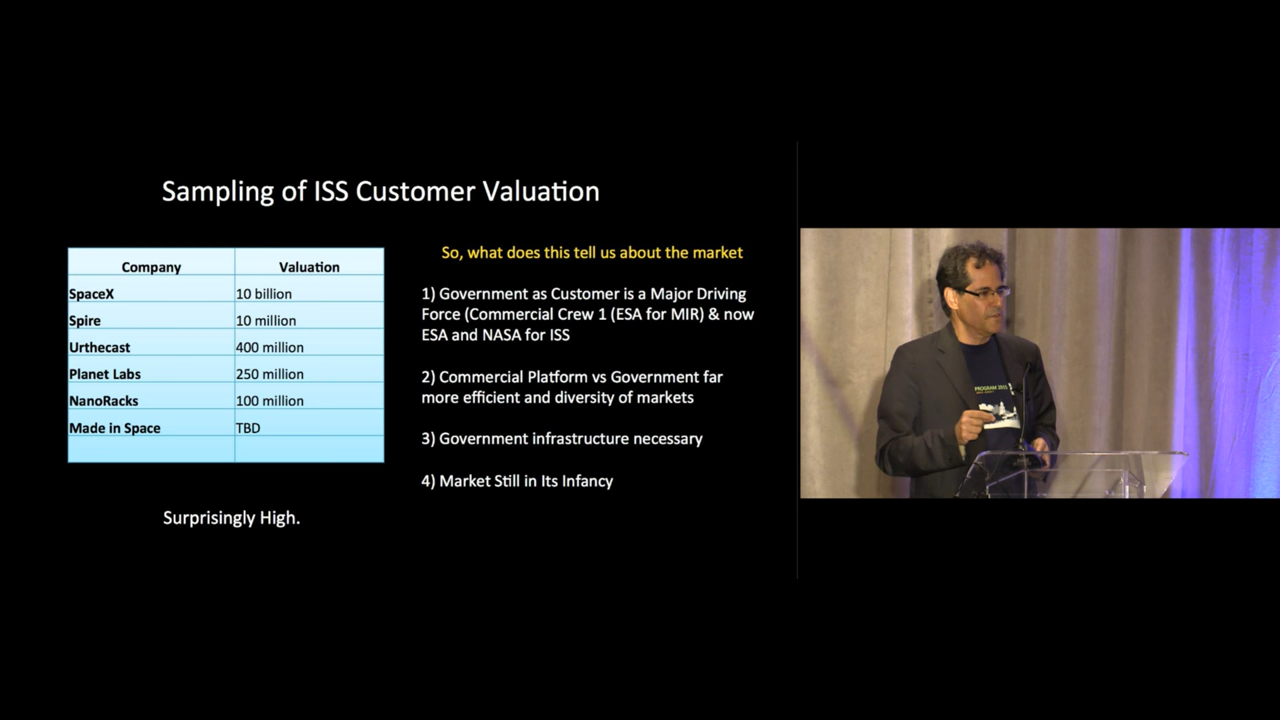 Sampling of ISS Customer Valuation
Company Valuation
SpaceX 10 billion
Spire 10 million
Urthecast 400 million
Planet Labs 250 million
NanoRacks 100 million
Made in Space TBD
Surprisingly High.
So, what does this tell us about the market
1) Government as Customer is a Major Driving
Force (Commercial Crew 1 (ESA for MIR) & now
ESA and NASA for ISS
2) Commercial Platform vs Government far
more efficient and diversity of markets
3) Government infrastructure necessary
4) Market Still in Its Infancy
PROGRAM 2015